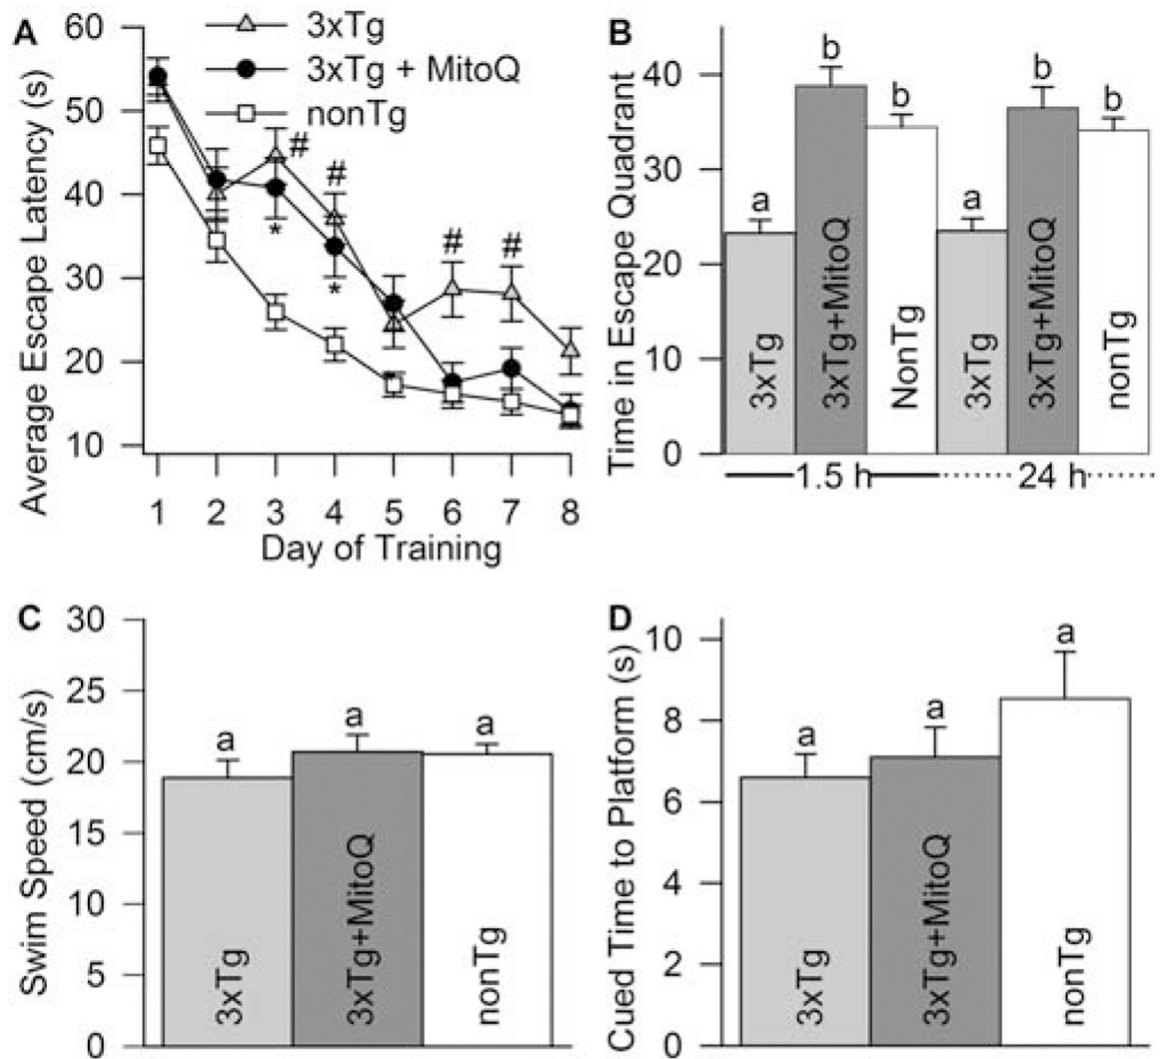 A
Average Escape Latency (s)
60
50
40
30
20
10
3xTg
3xTg + MitoQ
nonTg
#
#
#
#
*
*
1 2 3 4 5 6 7 8
Day of Training
B
Time in Escape Quadrant
40
30
20
10
0
a
b
b
a
b
b
3xTg
3xTg+MitoQ
NonTg
3xTg
3xTg+MitoQ
nonTg
1.5 h
24 h
C
Swim Speed (cm/s)
30
25
20
15
10
5
0
a
a
a
3xTg
3xTg+MitoQ
nonTg
D
Cued Time to Platform (s)
10
8
6
4
2
0
a
a
a
3xTg
3xTg+MitoQ
nonTg